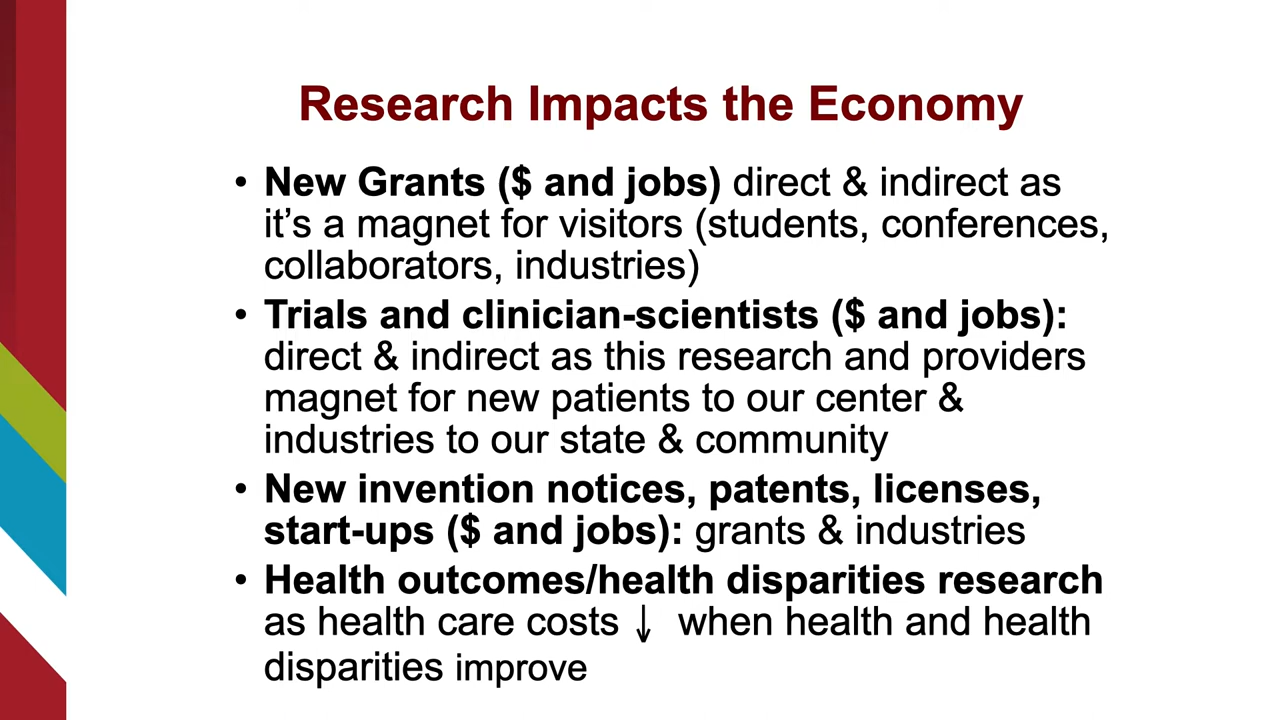 Research Impacts the Economy
• New Grants ($ and jobs) direct & indirect as
it’s a magnet for visitors (students, conferences,
collaborators, industries)
• Trials and clinician-scientists ($ and jobs):
direct & indirect as this research and providers
magnet for new patients to our center &
industries to our state & community
• New invention notices, patents, licenses,
start-ups ($ and jobs): grants & industries
• Health outcomes/health disparities research
as health care costs ↓ when health and health
disparities improve